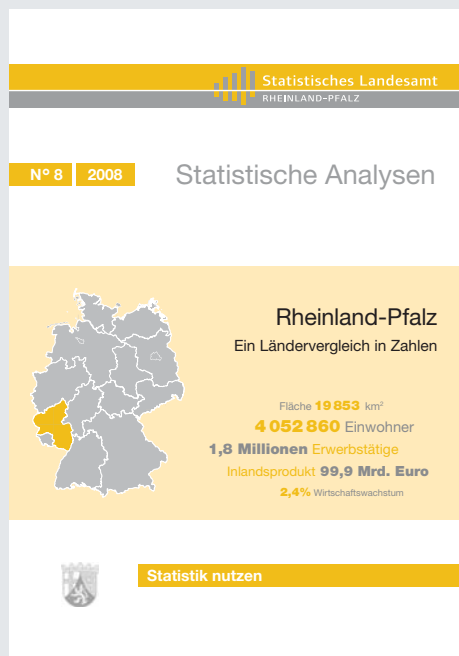 Statistisches Landesamt
RHEINLAND-PFALZ
N° 8 2008
Statistische Analysen
Rheinland-Pfalz
Ein Ländervergleich in Zahlen
Fläche 19 853 km²
4 052 860 Einwohner
1,8 Millionen Erwerbstätige
Inlandsprodukt 99,9 Mrd. Euro
2,4% Wirtschaftswachstum
Statistik nutzen